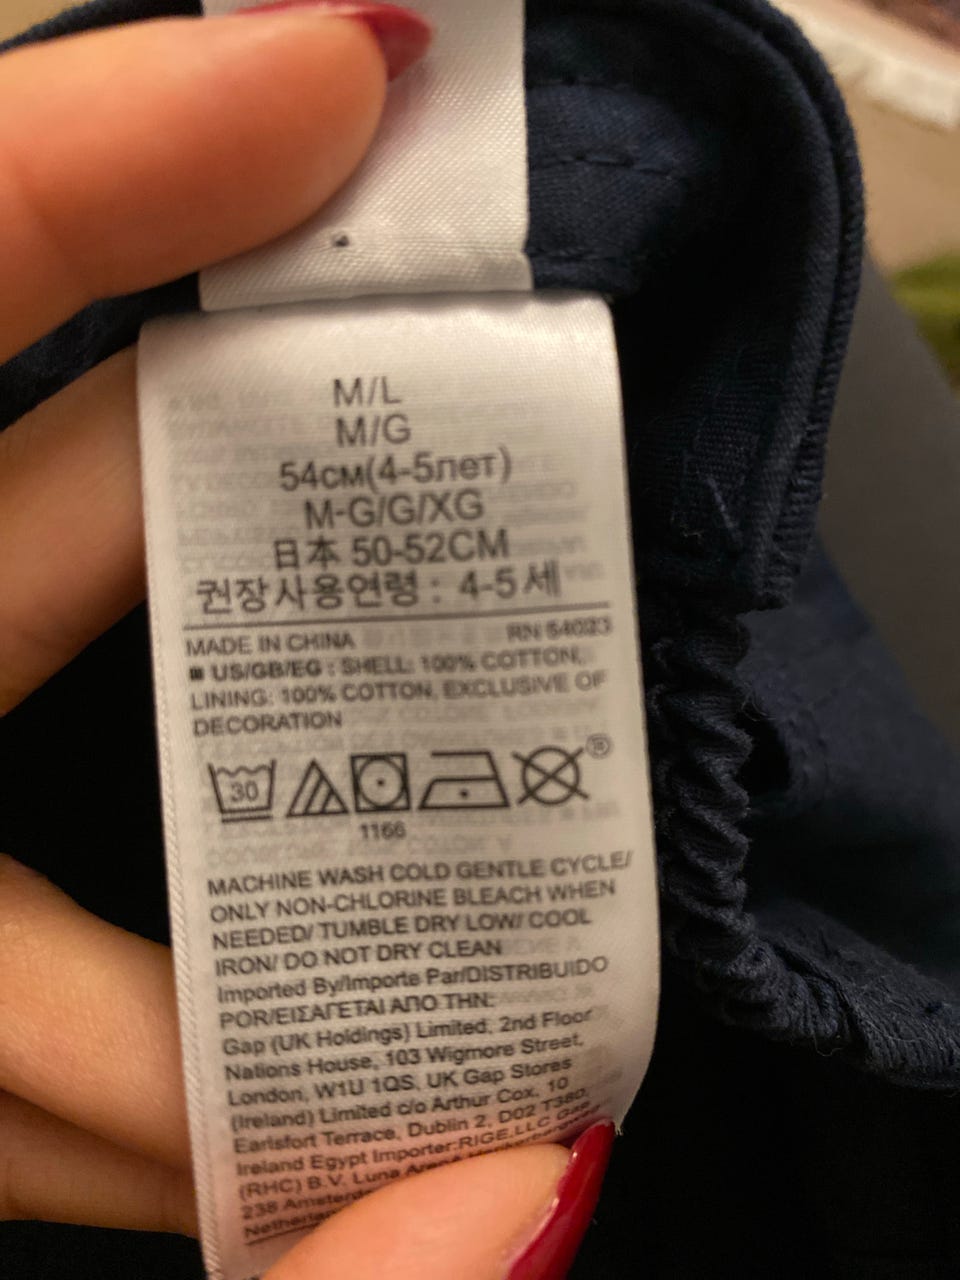 M/L
M/G
54см(4-5лет)
M-G/G/XG
日本 50-52CM
권장사용연령 : 4-5세
MADE IN CHINA RN 54023
US/GB/EG : SHELL: 100% COTTON,
LINING: 100% COTTON, EXCLUSIVE OF
DECORATION
30
®
1166
MACHINE WASH COLD GENTLE CYCLE/
ONLY NON-CHLORINE BLEACH WHEN
NEEDED/ TUMBLE DRY LOW/ COOL
IRON/ DO NOT DRY CLEAN
Imported By/Importe Par/DISTRIBUIDO
POR/ΕΙΣΑΓΕΤΑΙ ΑΠΟ ΤΗΝ:
Gap (UK Holdings) Limited, 2nd Floor
Nations House, 103 Wigmore Street,
London, W1U 1QS, UK Gap Stores
(Ireland) Limited c/o Arthur Cox, 10
Earlsfort Terrace, Dublin 2, D02 T380,
Ireland Egypt Importer:RIGE.LLC Gap
(RHC) B.V. Luna Arena
238